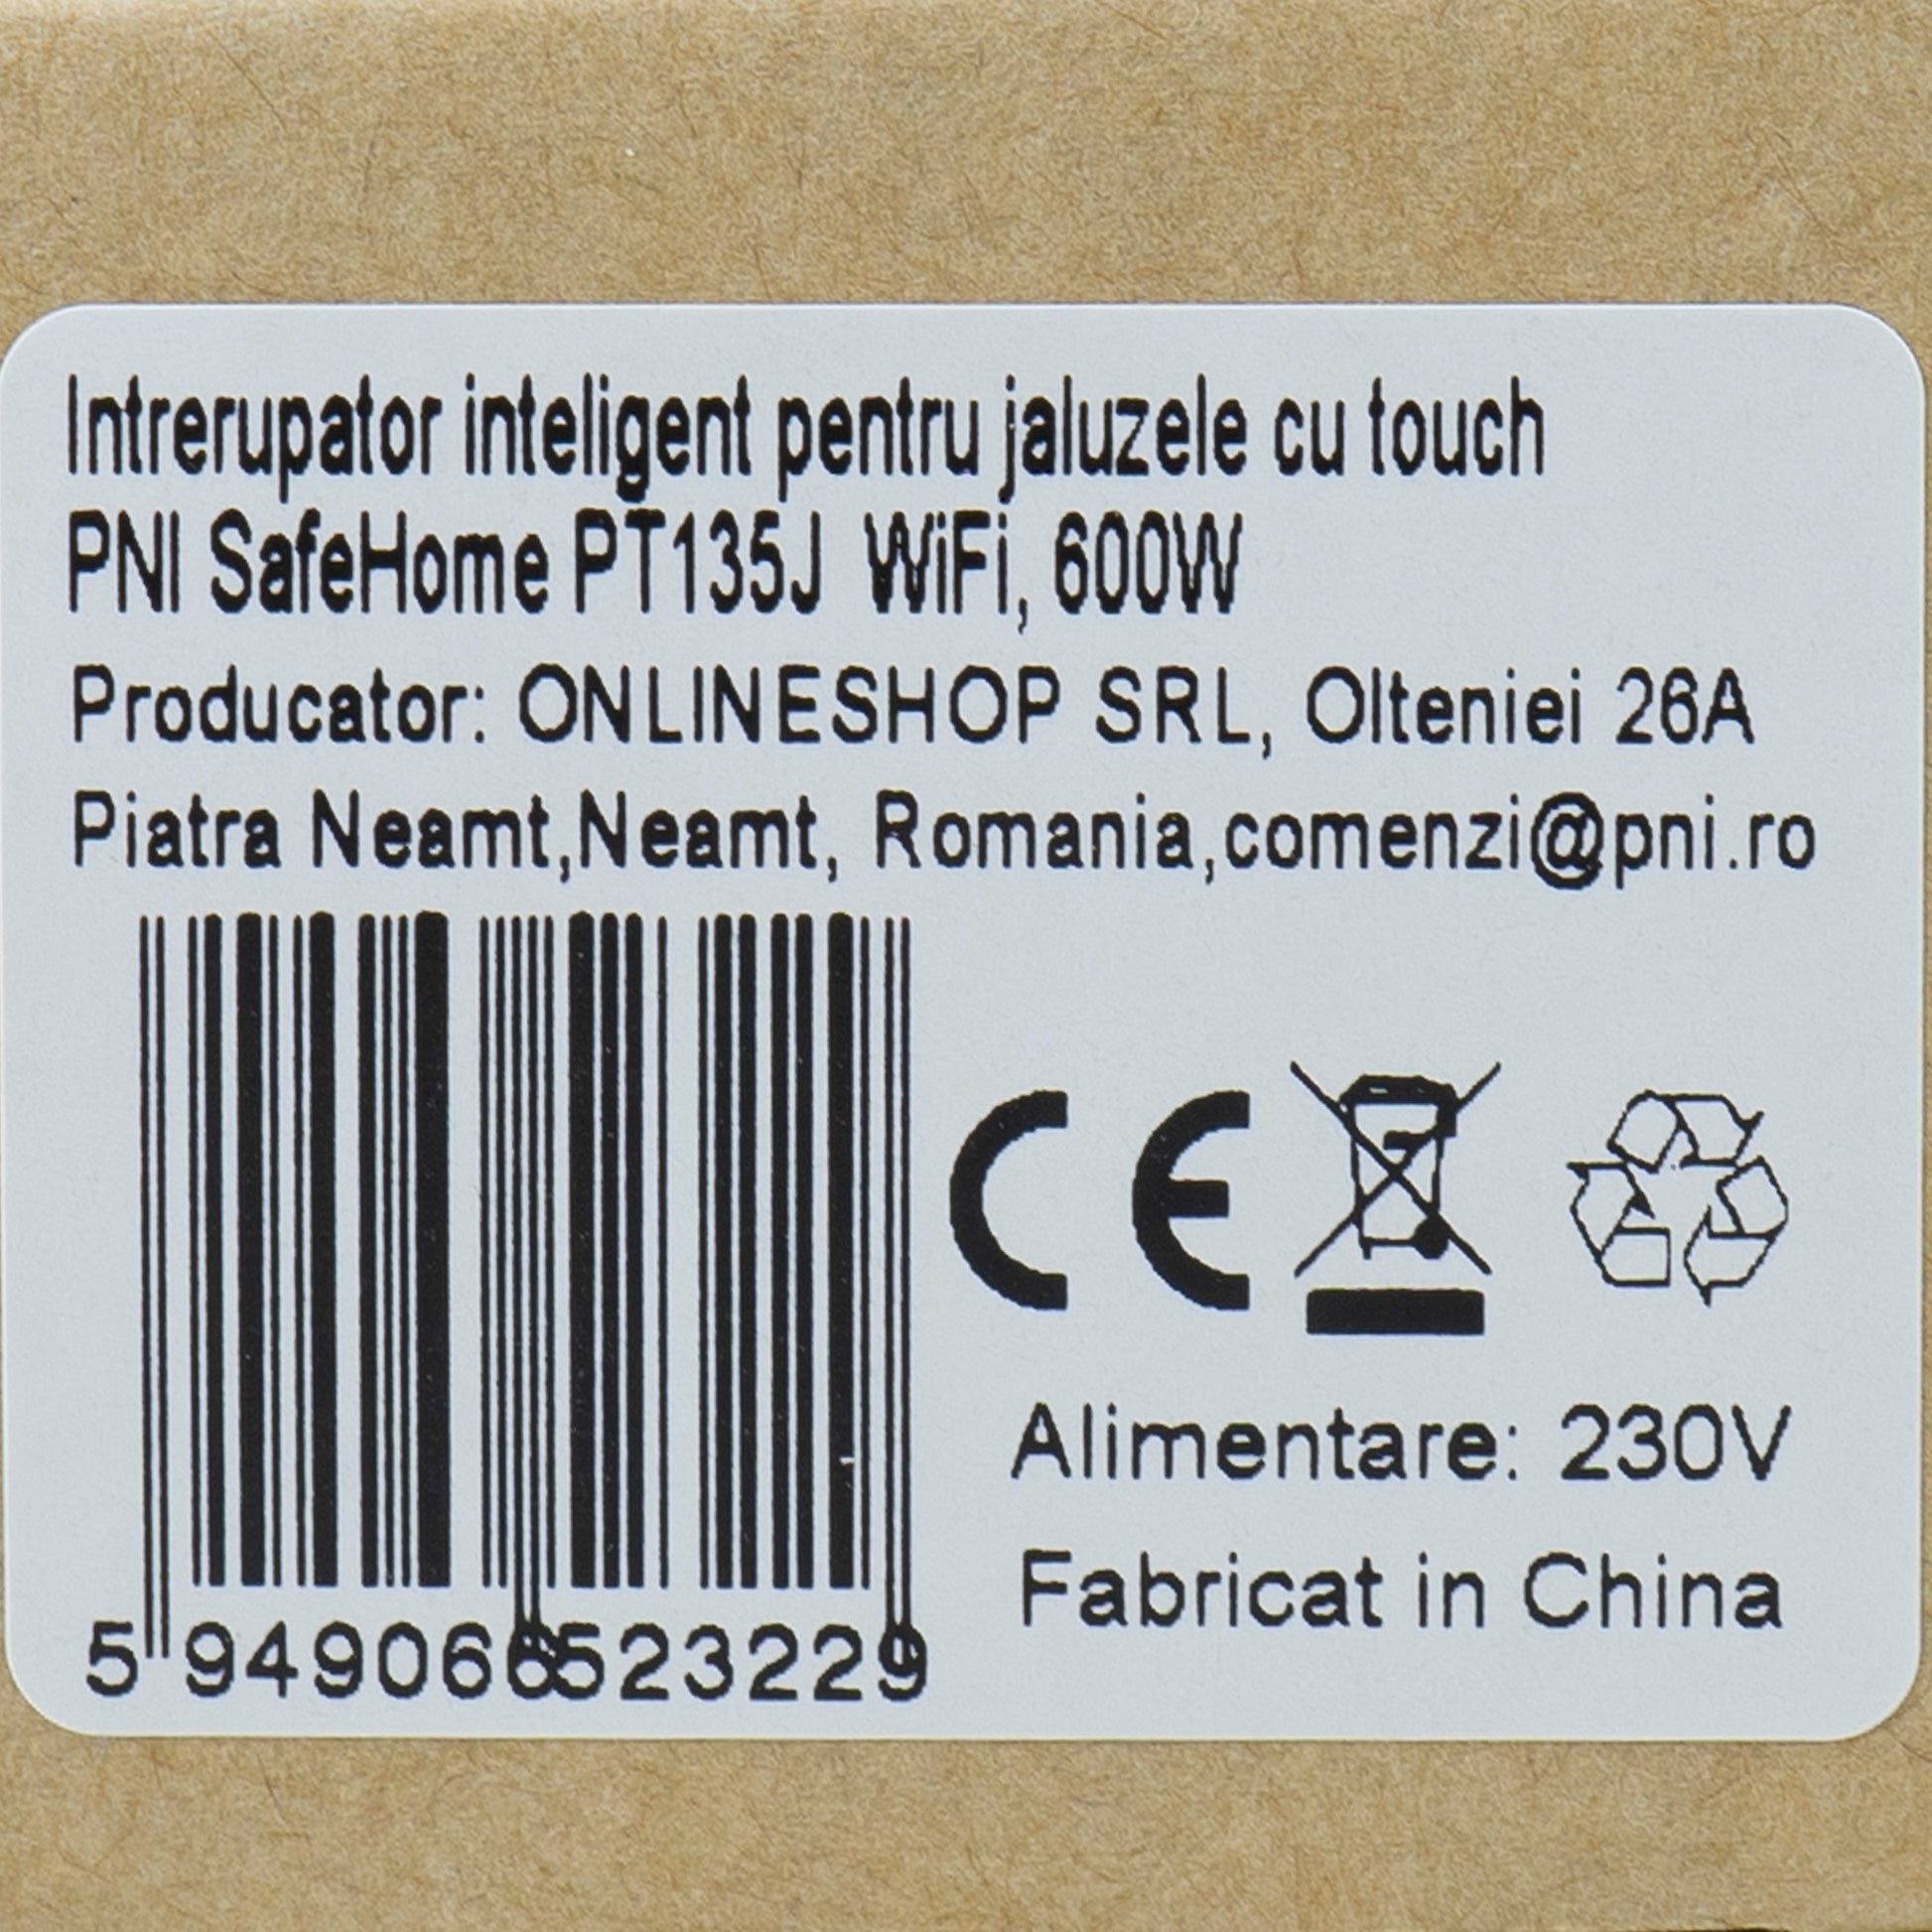 Intrerupator inteligent pentru jaluzele cu touch
PNI SafeHome PT135J WiFi, 600W
Producator: ONLINESHOP SRL, Olteniei 26A
Piatra Neamt,Neamt, Romania,comenzi@pni.ro
CE
Alimentare: 230V
Fabricat in China
5 949066 523229